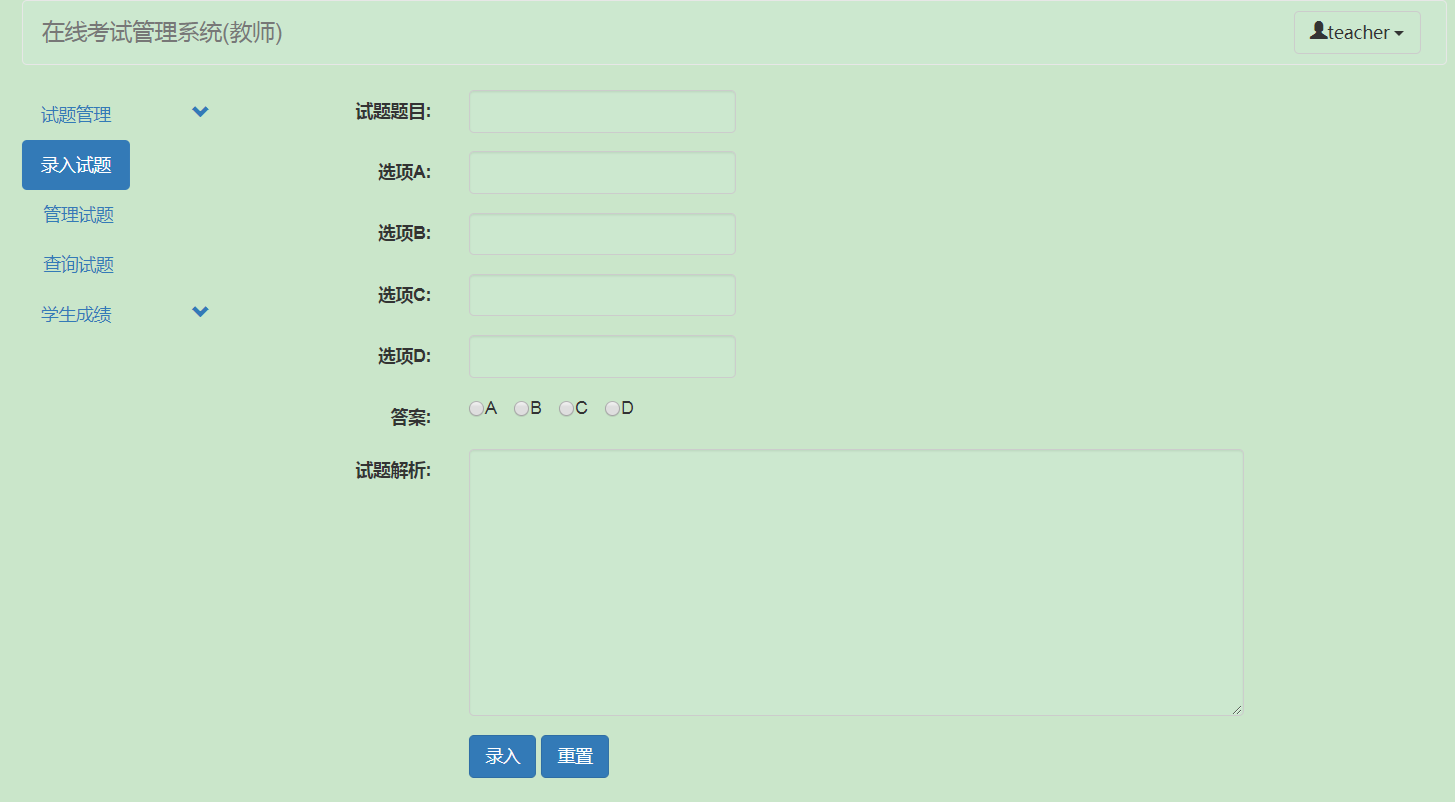 在线考试管理系统(教师)
teacher
试题管理
录入试题
管理试题
查询试题
学生成绩
试题题目:
选项A:
选项B:
选项C:
选项D:
答案:
A B C D
试题解析:
录入 重置